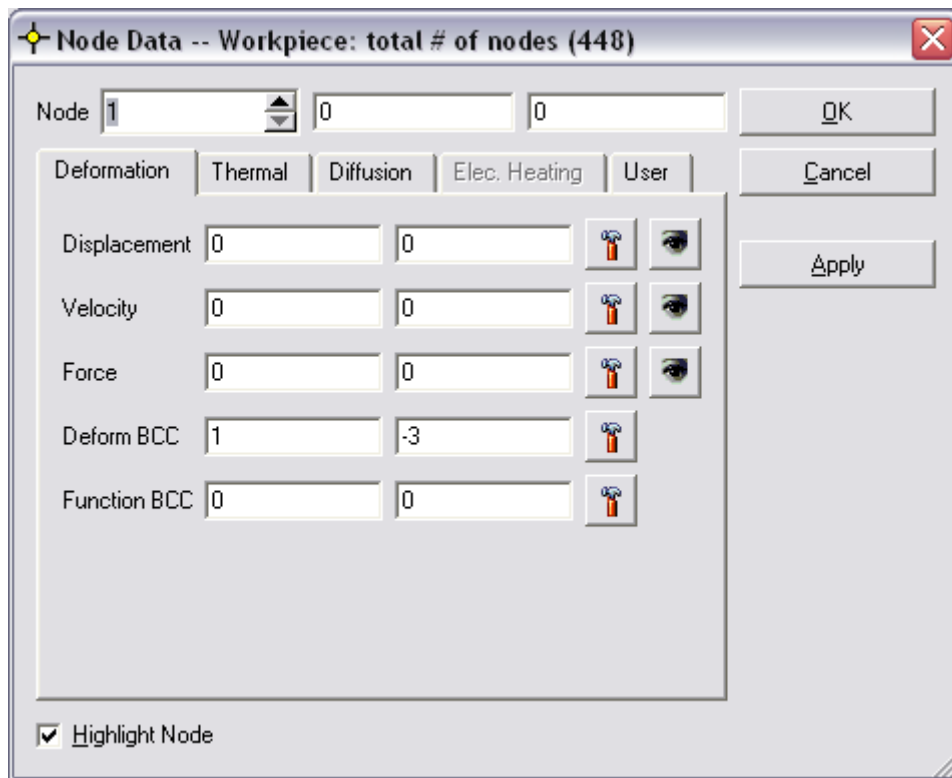 Node Data -- Workpiece: total # of nodes (448)
Node 1 0 0 OK
Deformation Thermal Diffusion Elec. Heating User Cancel
Displacement 0 0
Apply
Velocity 0 0
Force 0 0
Deform BCC 1 -3
Function BCC 0 0
Highlight Node